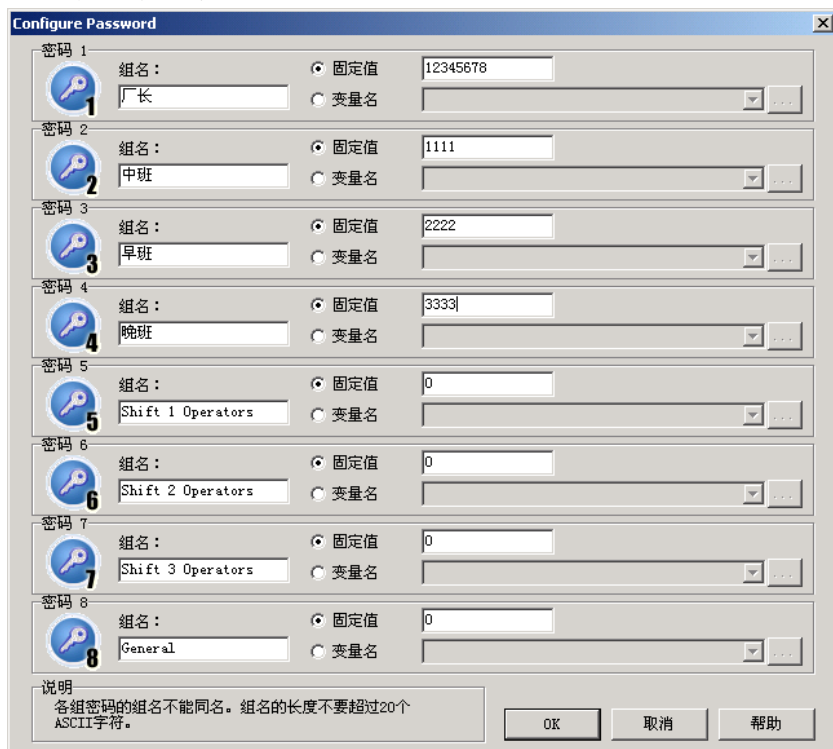 Configure Password
密码 1
组名：
固定值
12345678
1
厂长
变量名
...
密码 2
组名：
固定值
1111
2
中班
变量名
...
密码 3
组名：
固定值
2222
3
早班
变量名
...
密码 4
组名：
固定值
3333
4
晚班
变量名
...
密码 5
组名：
固定值
0
5
Shift 1 Operators
变量名
...
密码 6
组名：
固定值
0
6
Shift 2 Operators
变量名
...
密码 7
组名：
固定值
0
7
Shift 3 Operators
变量名
...
密码 8
组名：
固定值
0
8
General
变量名
...
说明
各组密码的组名不能同名。组名的长度不要超过20个
ASCII字符。
OK
取消
帮助